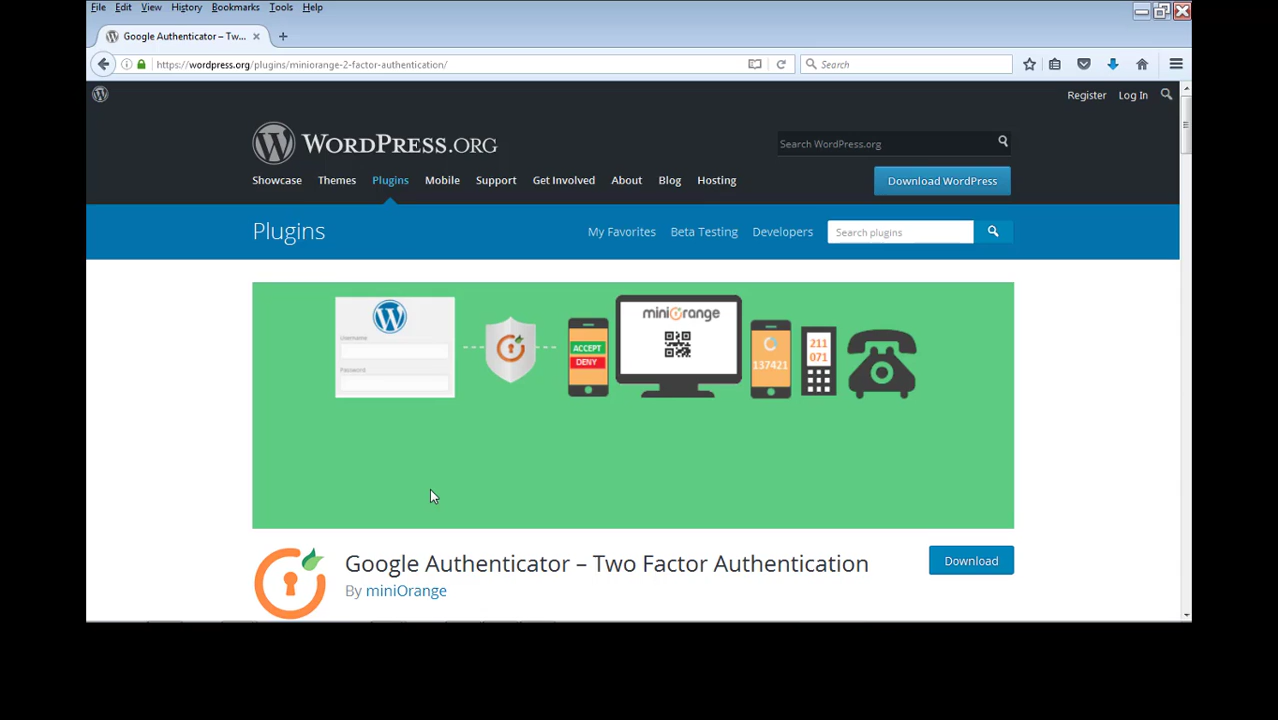 File Edit View History Bookmarks Tools Help
Google Authenticator – Tw...
https://wordpress.org/plugins/miniorange-2-factor-authentication/
Search
Register Log In
WORDPRESS.ORG
Search WordPress.org
Showcase Themes Plugins Mobile Support Get Involved About Blog Hosting
Download WordPress
Plugins
My Favorites Beta Testing Developers
Search plugins
Username
Password
ACCEPT
DENY
miniOrange
137421
211
071
Google Authenticator – Two Factor Authentication
Download
By miniOrange